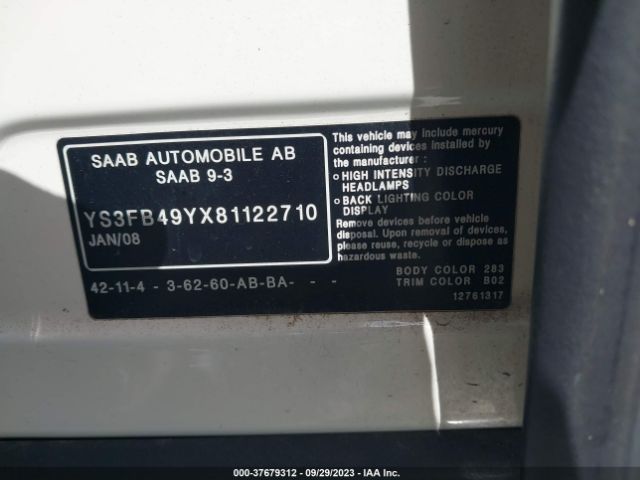 SAAB AUTOMOBILE AB
SAAB 9-3
YS3FB49YX81122710
JAN/08
42-11-4 - 3-62-60-AB-BA- - -
This vehicle may include mercury
containing devices installed by
the manufacturer :
o HIGH INTENSITY DISCHARGE
HEADLAMPS
o BACK LIGHTING COLOR
DISPLAY
Remove devices before vehicle
disposal. Upon removal of devices,
please reuse, recycle or dispose as
hazardous waste.
BODY COLOR 283
TRIM COLOR B02
12761317
000-37679312 - 09/29/2023 - IAA Inc.